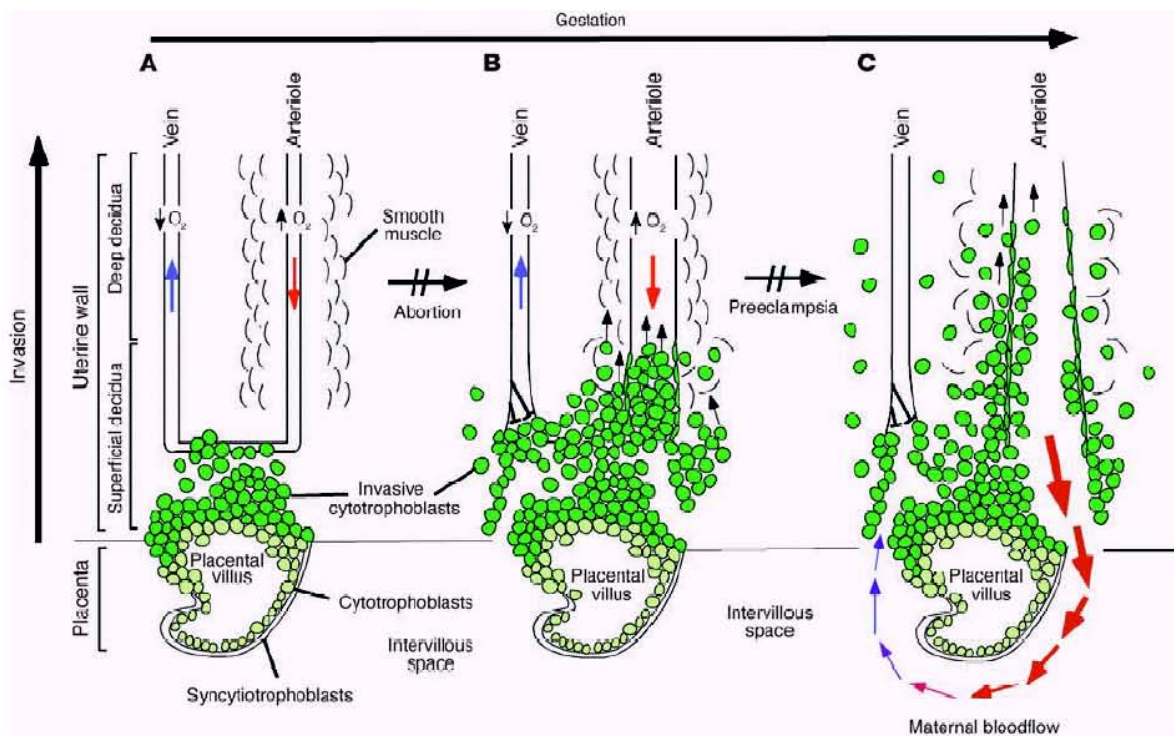 Gestation
A
B
C
Vein
Arteriole
Vein
Arteriole
Vein
Arteriole
Invasion
Uterine wall
Deep decidua
Superficial decidua
Placenta
O2
O2
O2
O2
Smooth
muscle
Abortion
Preeclampsia
Invasive
cytotrophoblasts
Placental
villus
Placental
villus
Placental
villus
Cytotrophoblasts
Intervillous
space
Intervillous
space
Syncytiotrophoblasts
Maternal bloodflow